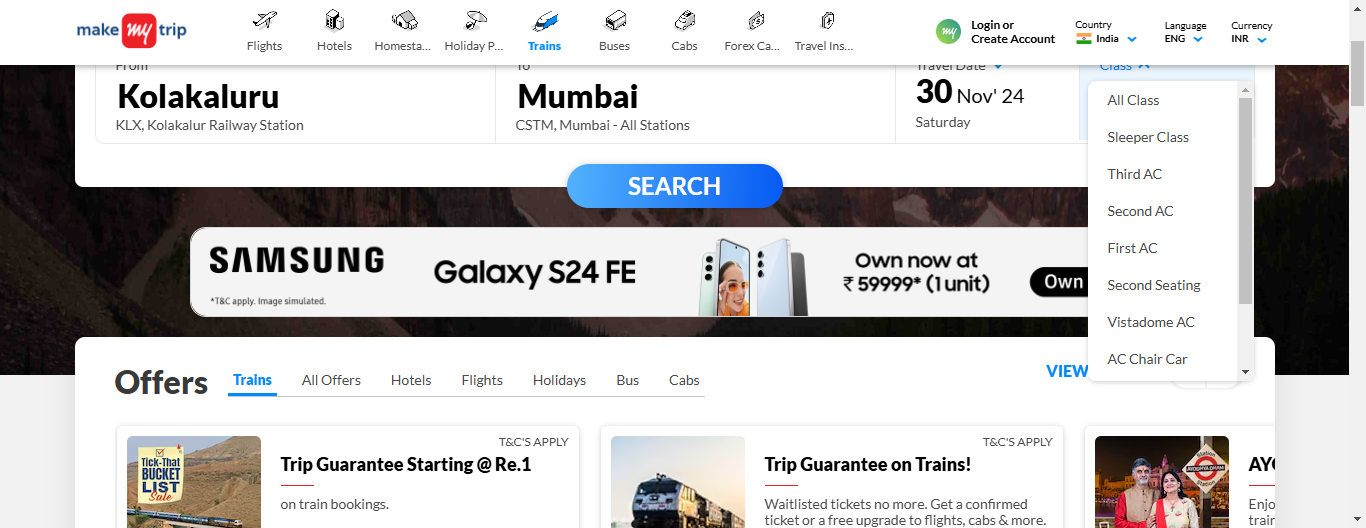 make my trip
Flights
Hotels
Homesta...
Holiday P...
Trains
Buses
Cabs
Forex Ca...
Travel Ins...
my
Login or
Create Account
Country
India
Language
ENG
Currency
INR
From
Kolakaluru
KLX, Kolakalur Railway Station
To
Mumbai
CSTM, Mumbai - All Stations
Travel Date
30 Nov' 24
Saturday
Class
All Class
Sleeper Class
Third AC
Second AC
First AC
Second Seating
Vistadome AC
AC Chair Car
SEARCH
SAMSUNG
*T&C apply. Image simulated.
Galaxy S24 FE
Own now at
₹ 59999* (1 unit)
Own
Offers
Trains
All Offers
Hotels
Flights
Holidays
Bus
Cabs
VIEW
T&C'S APPLY
TICK-THAT
BUCKET
LIST
Sale
Trip Guarantee Starting @ Re.1
on train bookings.
T&C'S APPLY
Trip Guarantee on Trains!
Waitlisted tickets no more. Get a confirmed
ticket or a free upgrade to flights, cabs & more.
Station
AYODHYA DHAM
Station
AYO
Enjo
train